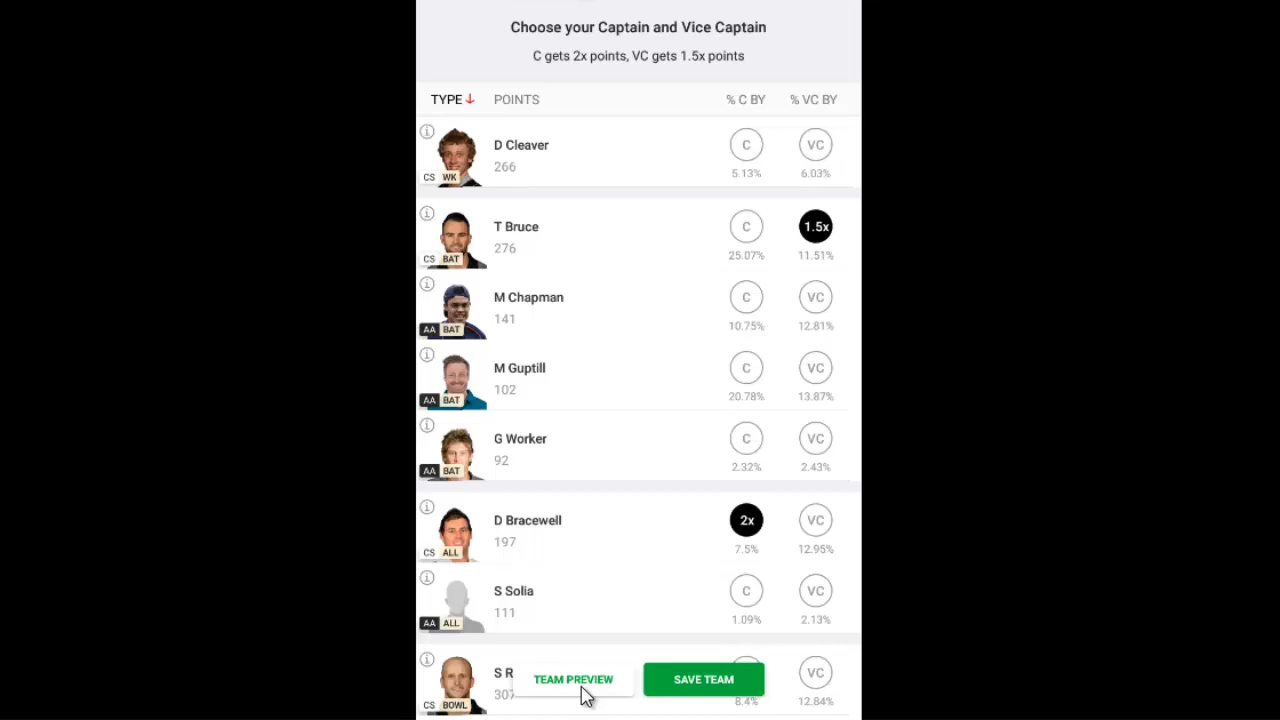 Choose your Captain and Vice Captain
C gets 2x points, VC gets 1.5x points
TYPE POINTS % C BY % VC BY
D Cleaver C VC
266
CS WK 5.13% 6.03%
T Bruce C 1.5x
276
CS BAT 25.07% 11.51%
M Chapman C VC
141
AA BAT 10.75% 12.81%
M Guptill C VC
102
AA BAT 20.78% 13.87%
G Worker C VC
92
AA BAT 2.32% 2.43%
D Bracewell 2x VC
197
CS ALL 7.5% 12.95%
S Solia C VC
111
AA ALL 1.09% 2.13%
S R TEAM PREVIEW SAVE TEAM VC
307
CS BOWL 8.4% 12.84%